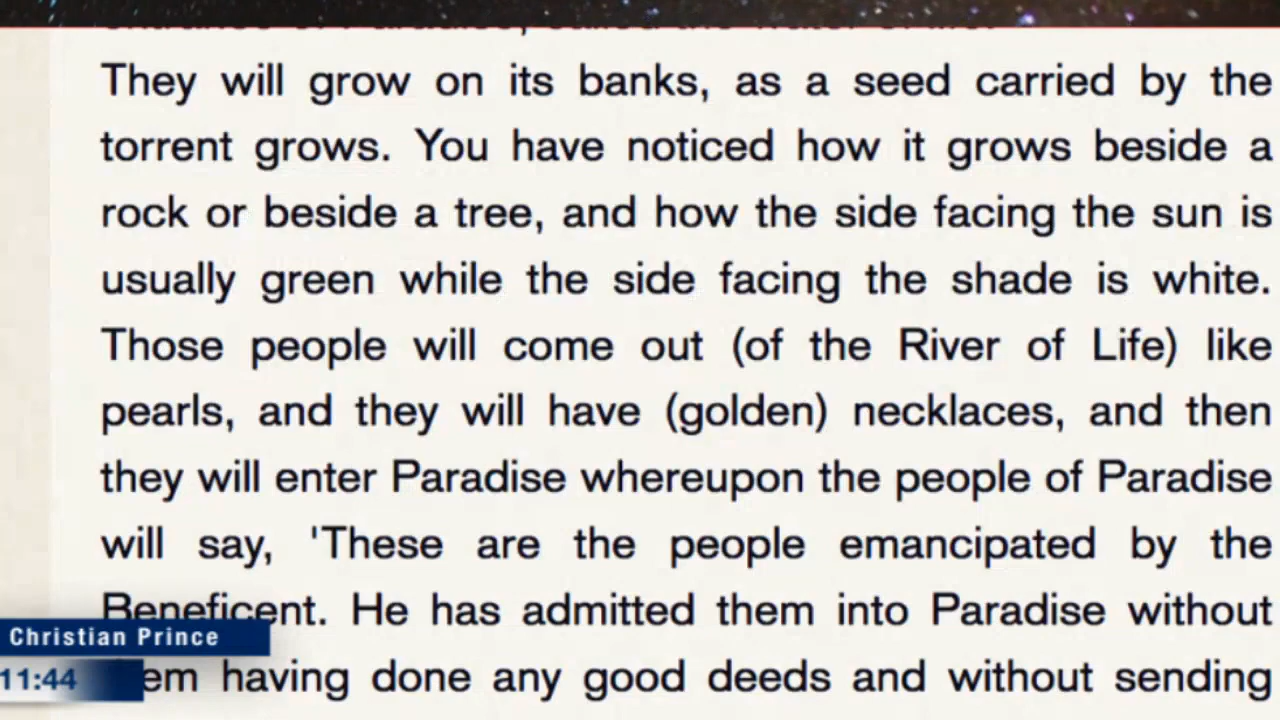 They will grow on its banks, as a seed carried by the
torrent grows. You have noticed how it grows beside a
rock or beside a tree, and how the side facing the sun is
usually green while the side facing the shade is white.
Those people will come out (of the River of Life) like
pearls, and they will have (golden) necklaces, and then
they will enter Paradise whereupon the people of Paradise
will say, 'These are the people emancipated by the
Beneficent. He has admitted them into Paradise without
Christian Prince
them having done any good deeds and without sending
11:44